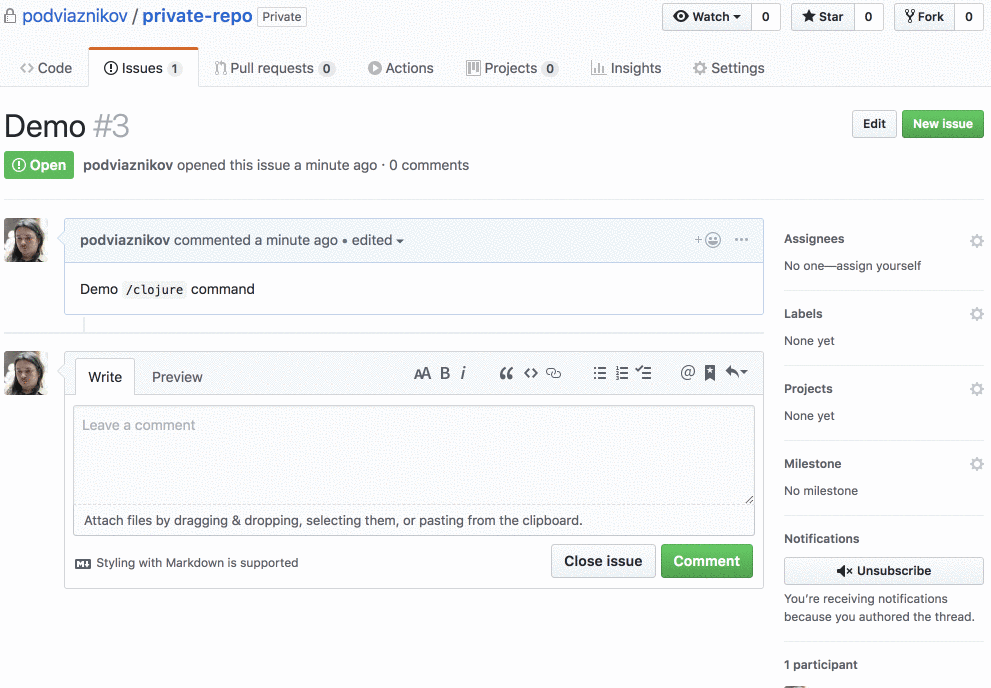 podviaznikov / private-repo Private Watch 0 Star 0 Fork 0
Code Issues 1 Pull requests 0 Actions Projects 0 Insights Settings
Demo #3 Edit New issue
Open podviaznikov opened this issue a minute ago · 0 comments
podviaznikov commented a minute ago • edited
Demo /clojure command
Write Preview AA B i
Leave a comment
Attach files by dragging & dropping, selecting them, or pasting from the clipboard.
Styling with Markdown is supported
Close issue Comment
Assignees
No one—assign yourself
Labels
None yet
Projects
None yet
Milestone
No milestone
Notifications
Unsubscribe
You’re receiving notifications
because you authored the thread.
1 participant